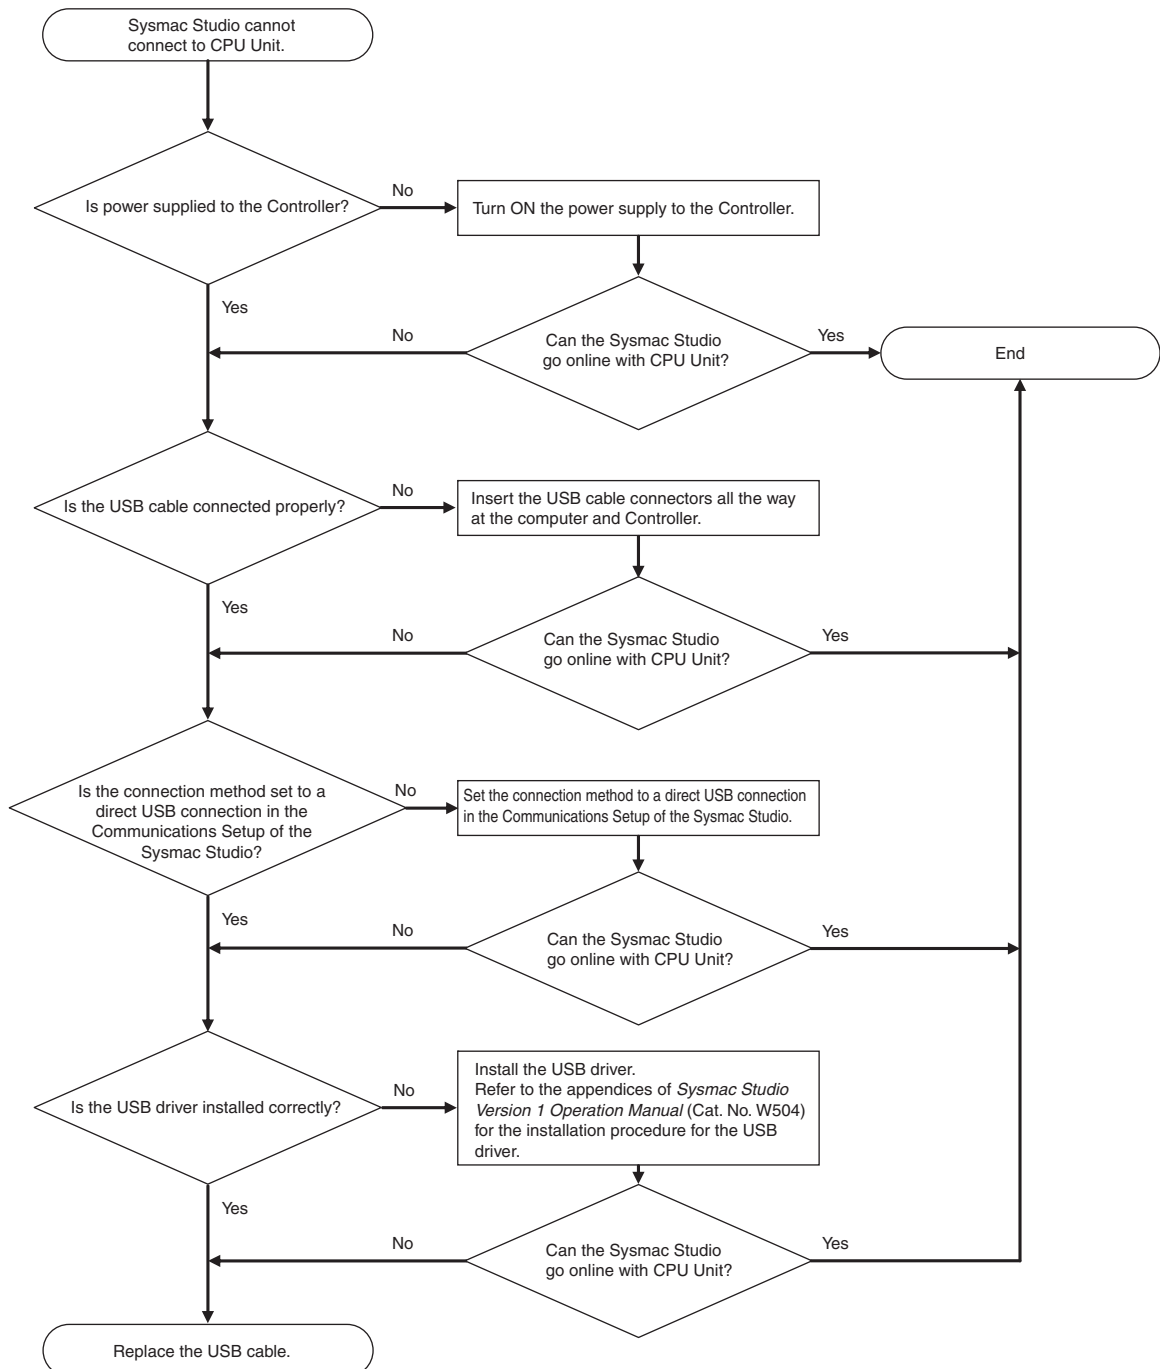 Sysmac Studio cannot
connect to CPU Unit.
Is power supplied to the Controller?
No
Turn ON the power supply to the Controller.
Yes
No
Can the Sysmac Studio
go online with CPU Unit?
Yes
End
Is the USB cable connected properly?
No
Insert the USB cable connectors all the way
at the computer and Controller.
Yes
No
Can the Sysmac Studio
go online with CPU Unit?
Yes
Is the connection method set to a
direct USB connection in the
Communications Setup of the
Sysmac Studio?
No
Set the connection method to a direct USB connection
in the Communications Setup of the Sysmac Studio.
Yes
No
Can the Sysmac Studio
go online with CPU Unit?
Yes
Is the USB driver installed correctly?
No
Install the USB driver.
Refer to the appendices of Sysmac Studio
Version 1 Operation Manual (Cat. No. W504)
for the installation procedure for the USB
driver.
Yes
No
Can the Sysmac Studio
go online with CPU Unit?
Yes
Replace the USB cable.